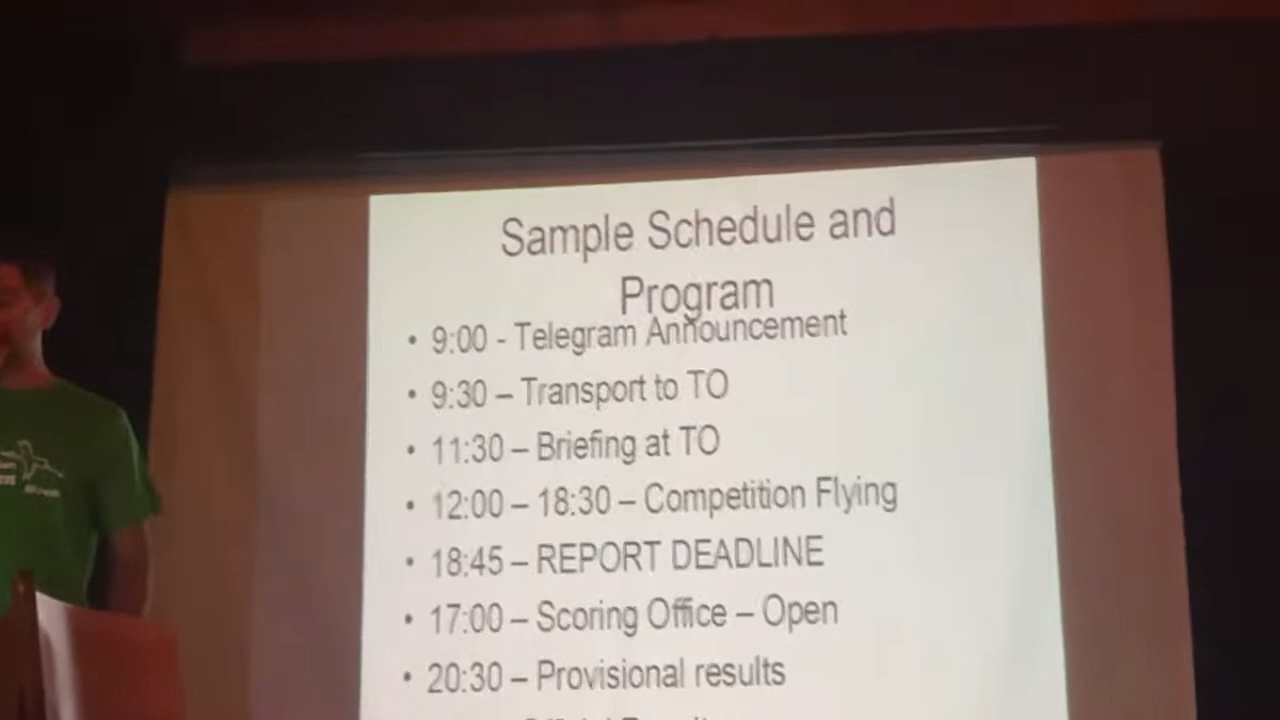 Sample Schedule and
Program
• 9:00 - Telegram Announcement
• 9:30 – Transport to TO
• 11:30 – Briefing at TO
• 12:00 – 18:30 – Competition Flying
• 18:45 – REPORT DEADLINE
• 17:00 – Scoring Office – Open
• 20:30 – Provisional results